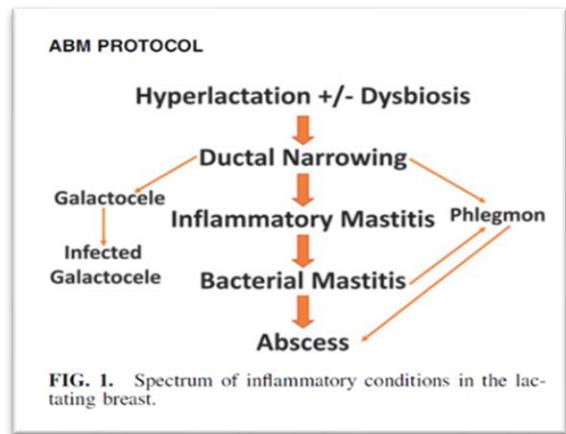 ABM PROTOCOL
Hyperlactation +/- Dysbiosis
Ductal Narrowing
Galactocele
Inflammatory Mastitis
Phlegmon
Infected
Galactocele
Bacterial Mastitis
Abscess
FIG. 1. Spectrum of inflammatory conditions in the lac-
tating breast.